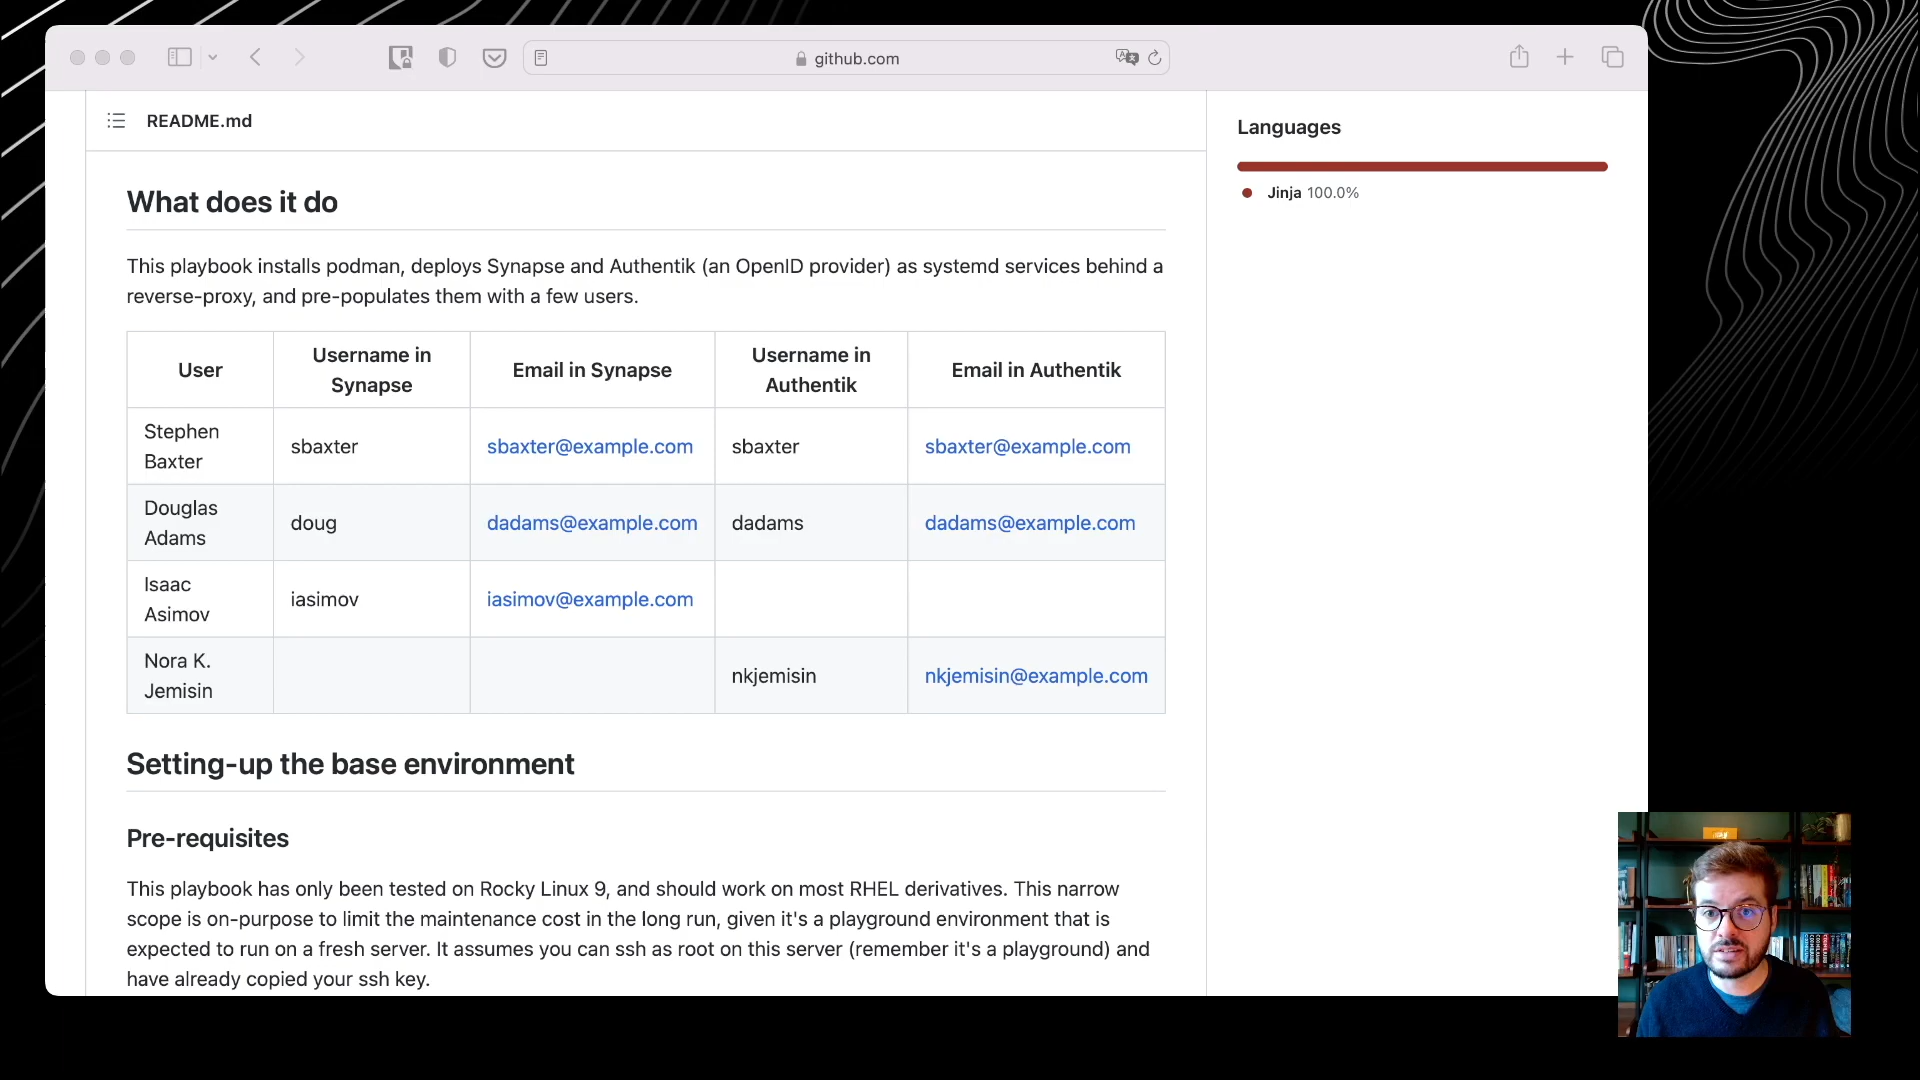 github.com
README.md
Languages
Jinja 100.0%
What does it do
This playbook installs podman, deploys Synapse and Authentik (an OpenID provider) as systemd services behind a
reverse-proxy, and pre-populates them with a few users.
User
Username in
Synapse
Email in Synapse
Username in
Authentik
Email in Authentik
Stephen
Baxter
sbaxter
sbaxter@example.com
sbaxter
sbaxter@example.com
Douglas
Adams
doug
dadams@example.com
dadams
dadams@example.com
Isaac
Asimov
iasimov
iasimov@example.com
Nora K.
Jemisin
nkjemisin
nkjemisin@example.com
Setting-up the base environment
Pre-requisites
This playbook has only been tested on Rocky Linux 9, and should work on most RHEL derivatives. This narrow
scope is on-purpose to limit the maintenance cost in the long run, given it's a playground environment that is
expected to run on a fresh server. It assumes you can ssh as root on this server (remember it's a playground) and
have already copied your ssh key.